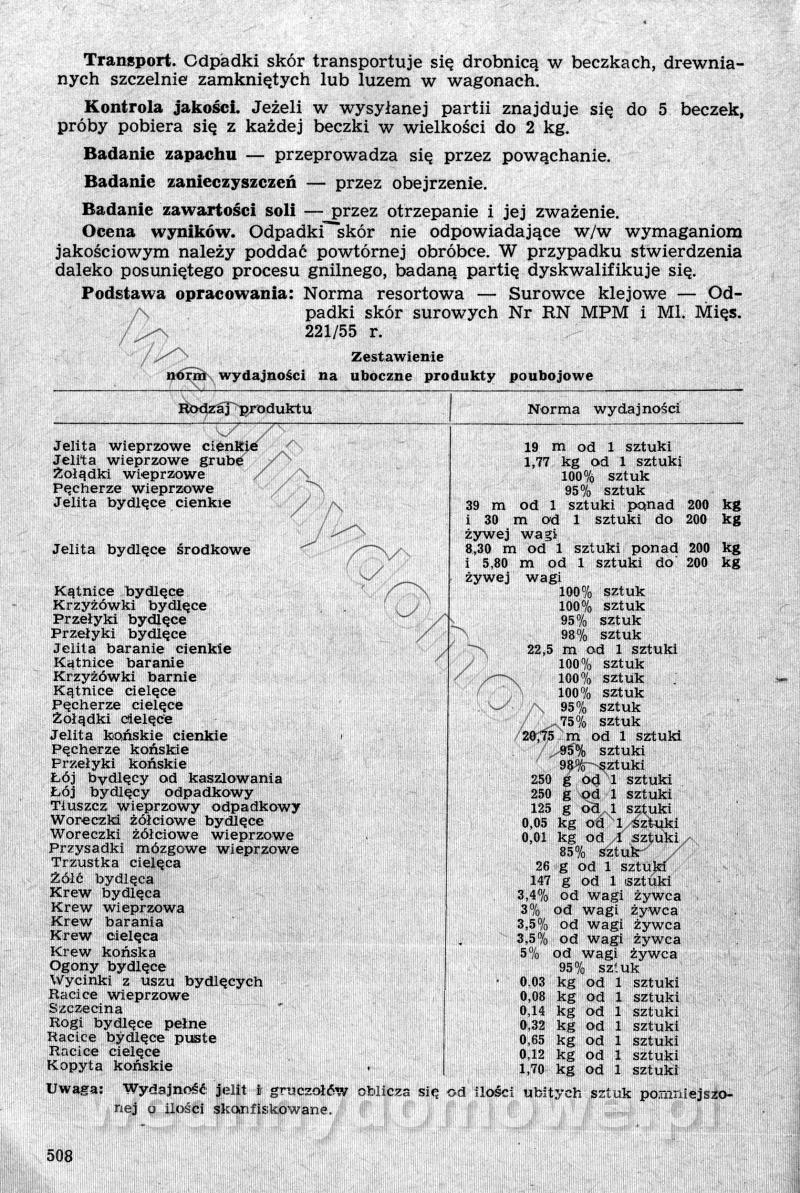 Transport. Odpadki skór transportuje się drobnicą w beczkach, drewnia-
nych szczelnie zamkniętych lub luzem w wagonach.
Kontrola jakości. Jeżeli w wysyłanej partii znajduje się do 5 beczek,
próby pobiera się z każdej beczki w wielkości do 2 kg.
Badanie zapachu — przeprowadza się przez powąchanie.
Badanie zanieczyszczeń — przez obejrzenie.
Badanie zawartości soli — przez otrzepanie i jej zważenie.
Ocena wyników. Odpadki skór nie odpowiadające w/w wymaganiom
jakościowym należy poddać powtórnej obróbce. W przypadku stwierdzenia
daleko posuniętego procesu gnilnego, badaną partię dyskwalifikuje się.
Podstawa opracowania: Norma resortowa — Surowce klejowe — Od-
padki skór surowych Nr RN MPM i Ml. Mięs.
221/55 r.
Zestawienie
norm wydajności na uboczne produkty poubojowe
Rodzaj produktu Norma wydajności
Jelita wieprzowe cienkie 19 m od 1 sztuki
Jelita wieprzowe grube 1,77 kg od 1 sztuki
Żołądki wieprzowe 100% sztuk
Pęcherze wieprzowe 95% sztuk
Jelita bydlęce cienkie 39 m od 1 sztuki ponad 200 kg
i 30 m od 1 sztuki do 200 kg
żywej wagi
Jelita bydlęce środkowe 8,30 m od 1 sztuki ponad 200 kg
i 5,80 m od 1 sztuki do 200 kg
żywej wagi
Kątnice bydlęce 100% sztuk
Krzyżówki bydlęce 100% sztuk
Przełyki bydlęce 95% sztuk
Przełyki bydlęce 98% sztuk
Jelita baranie cienkie 22,5 m od 1 sztuki
Kątnice baranie 100% sztuk
Krzyżówki barnie 100% sztuk
Kątnice cielęce 100% sztuk
Pęcherze cielęce 95% sztuk
Żołądki cielęce 75% sztuk
Jelita końskie cienkie 20,75 m od 1 sztuki
Pęcherze końskie 95% sztuki
Przełyki końskie 98% sztuki
Łój bydlęcy od kaszlowania 250 g od 1 sztuki
Łój bydlęcy odpadkowy 250 g od 1 sztuki
Tłuszcz wieprzowy odpadkowy 125 g od 1 sztuki
Woreczki żółciowe bydlęce 0,05 kg od 1 sztuki
Woreczki żółciowe wieprzowe 0,01 kg od 1 sztuki
Przysadki mózgowe wieprzowe 85% sztuk
Trzustka cielęca 26 g od 1 sztuki
Żółć bydlęca 147 g od 1 sztuki
Krew bydlęca 3,4% od wagi żywca
Krew wieprzowa 3% od wagi żywca
Krew barania 3,5% od wagi żywca
Krew cielęca 3,5% od wagi żywca
Krew końska 5% od wagi żywca
Ogony bydlęce 95% sztuk
Wycinki z uszu bydlęcych 0,03 kg od 1 sztuki
Racice wieprzowe 0,08 kg od 1 sztuki
Szczecina 0,14 kg od 1 sztuki
Rogi bydlęce pełne 0,32 kg od 1 sztuki
Racice bydlęce puste 0,65 kg od 1 sztuki
Racice cielęce 0,12 kg od 1 sztuki
Kopyta końskie 1,70 kg od 1 sztuki
Uwaga: Wydajność jelit i gruczołów oblicza się od ilości ubitych sztuk pomniejszo-
nej o ilości skonfiskowane.
wedlinydomowe.pl
wedlinydomowe.pl
508